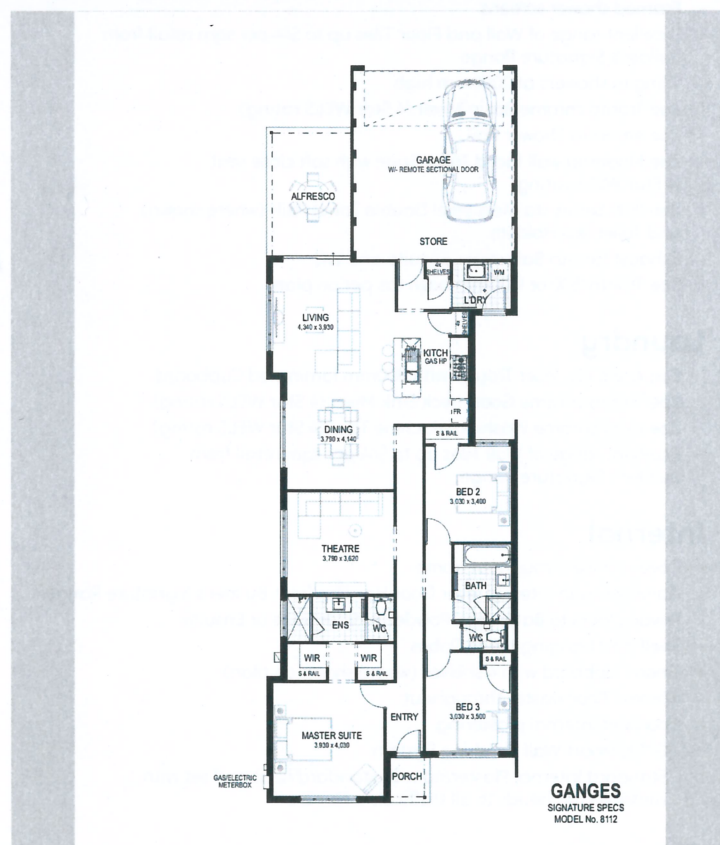 GARAGE
W/- REMOTE SECTIONAL DOOR
ALFRESCO
STORE
4x
SHELVES
WM
L'DRY
LIVING
4,340 x 3,930
4x
SHELVES
KITCH
GAS HP
FR
DINING
3.790 x 4,140
S & RAIL
BED 2
3,030 x 3,400
THEATRE
3.790 x 3,620
BATH
ENS
WC
WC
WIR
WIR
S & RAIL
S & RAIL
S & RAIL
BED 3
3,030 x 3,500
ENTRY
MASTER SUITE
3.930 x 4,030
PORCH
GAS/ELECTRIC
METERBOX
GANGES
SIGNATURE SPECS
MODEL No. 8112